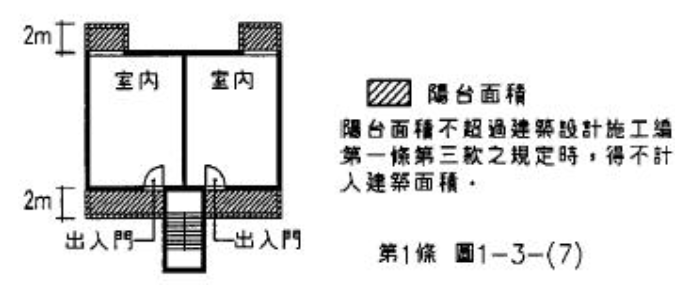 2m
室內 室內
陽台面積
陽台面積不超過建築設計施工編
第一條第三款之規定時，得不計
入建築面積。
2m
出入門 出入門
第1條 圖1-3-(7)